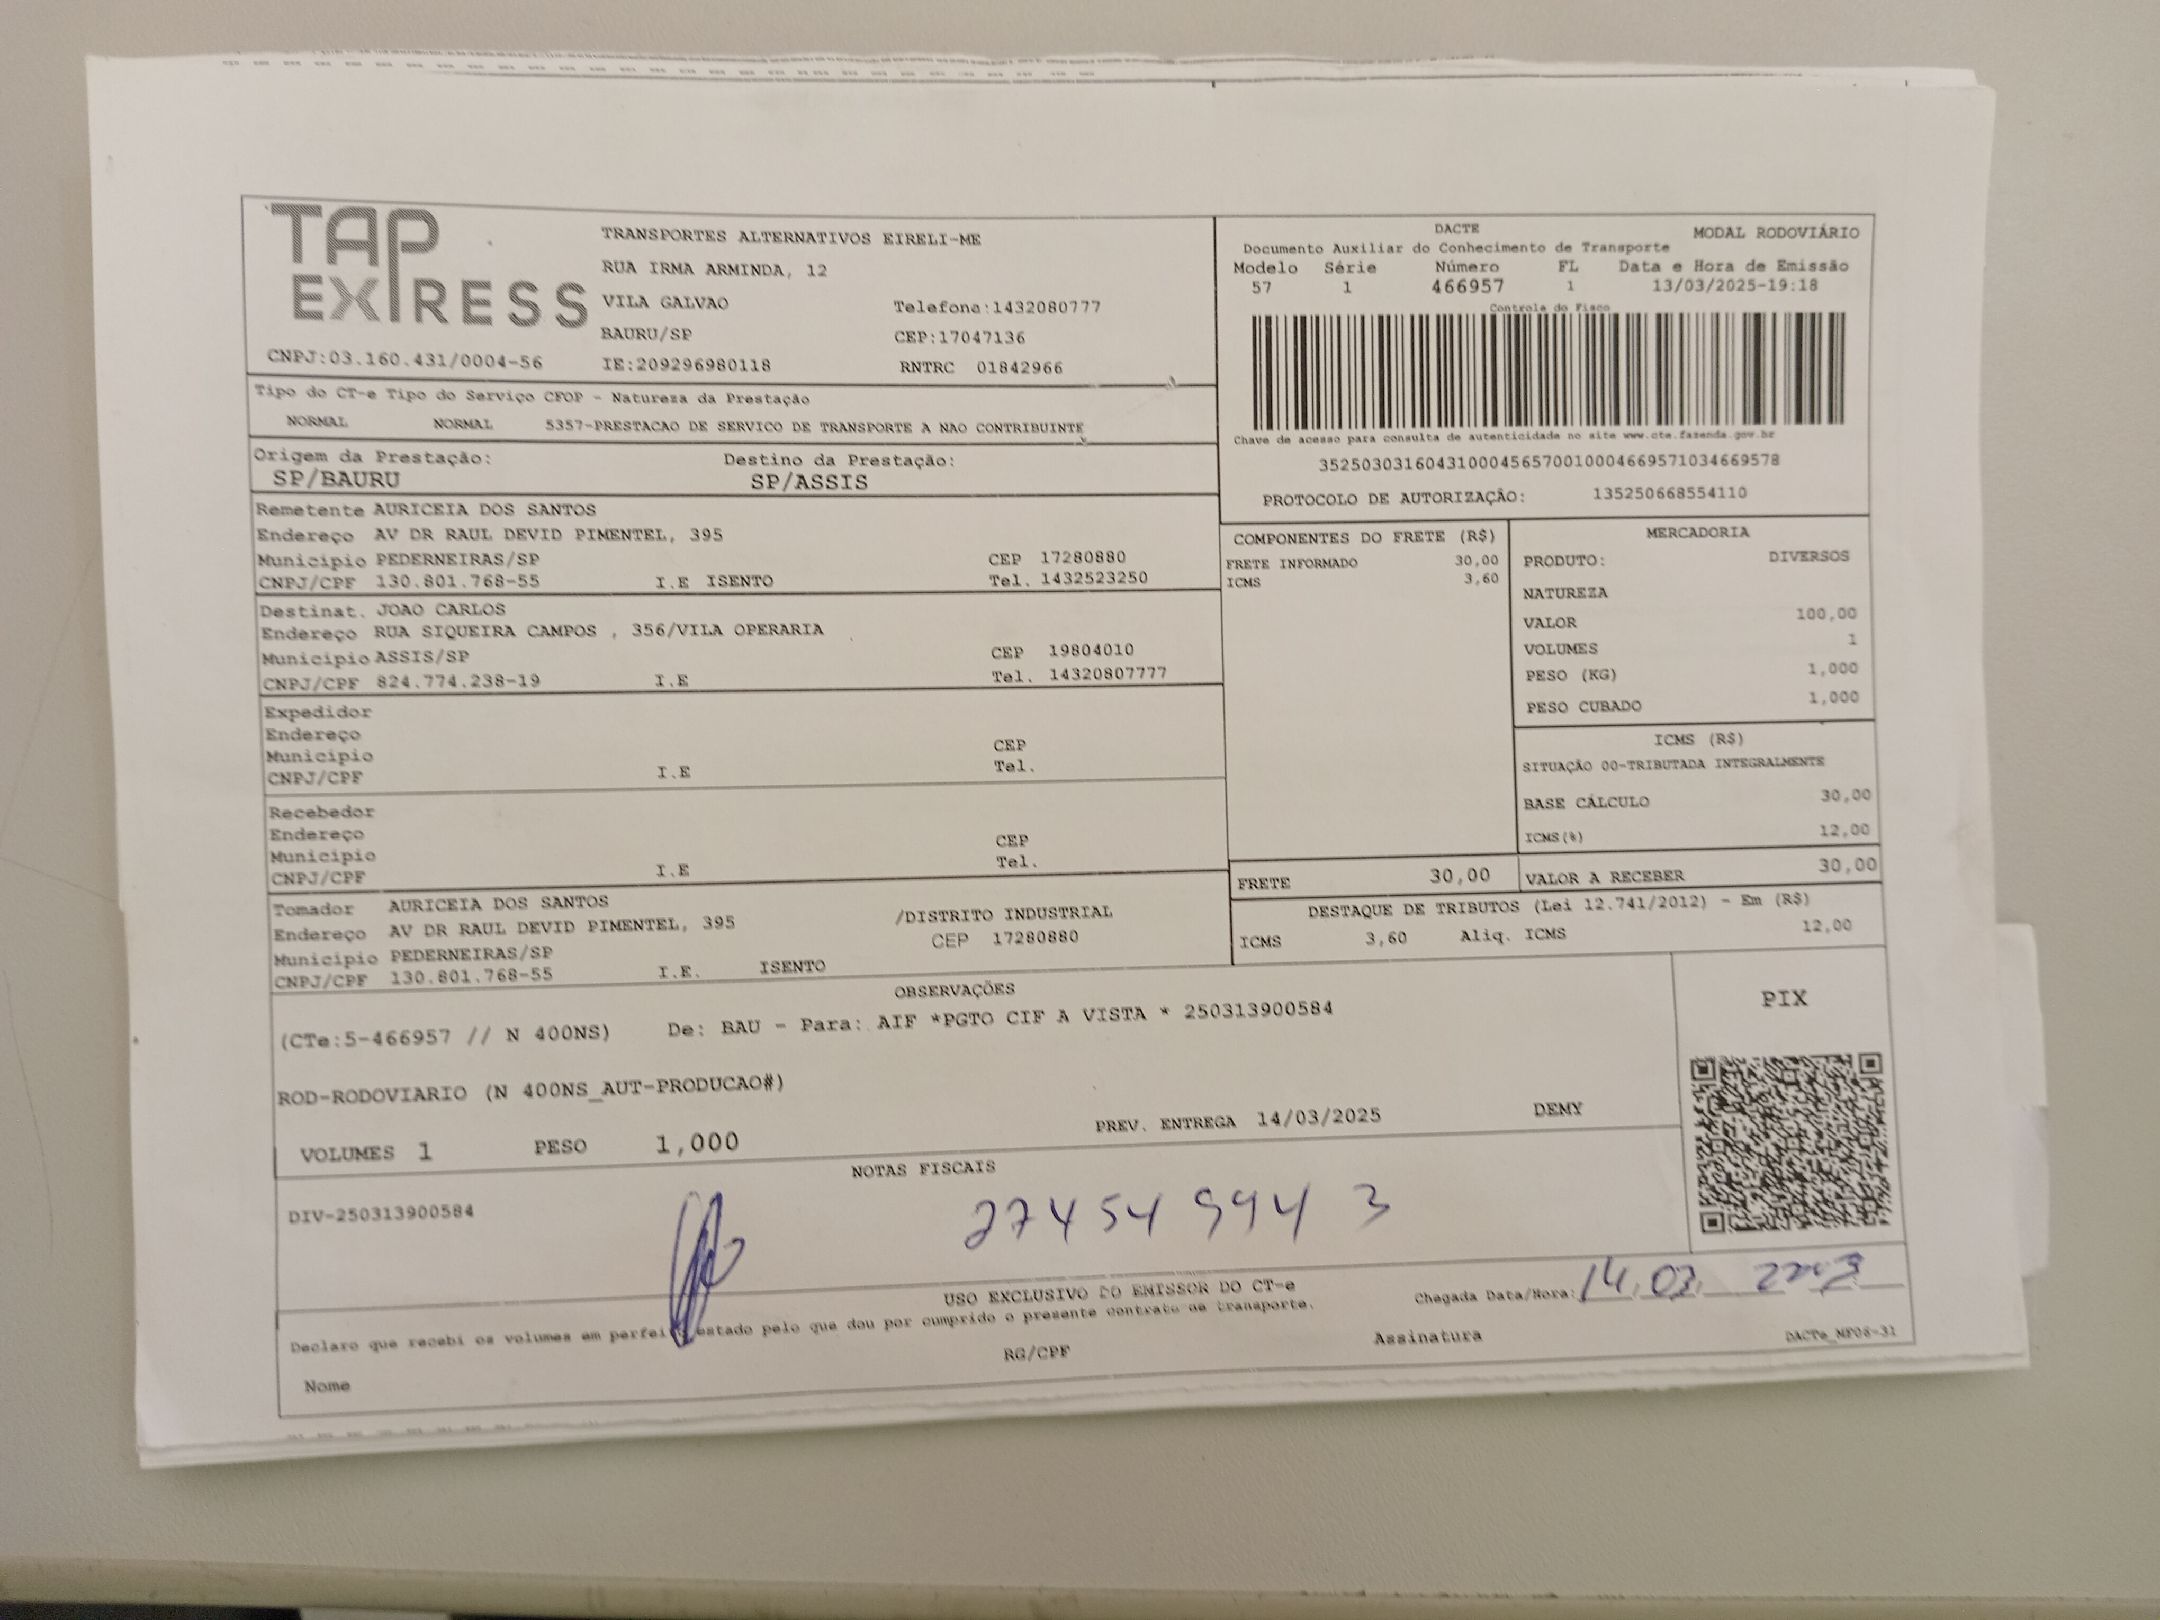 TAP
EXPRESS
TRANSPORTES ALTERNATIVOS EIRELI-ME
RUA IRMA ARMINDA, 12
VILA GALVAO Telefone:1432080777
BAURU/SP CEP:17047136
CNPJ:03.160.431/0004-56 IE:209296980118 RNTRC 01842966
DACTE MODAL RODOVIÁRIO
Documento Auxiliar do Conhecimento de Transporte
Modelo Série Número FL Data e Hora de Emissão
57 1 466957 1 13/03/2025-19:18
Controle do Fisco
Chave de acesso para consulta de autenticidade no site www.cte.fazenda.gov.br
35250303160431000456570010004669571034669578
PROTOCOLO DE AUTORIZAÇÃO: 135250668554110
Tipo do CT-e Tipo do Serviço CFOP - Natureza da Prestação
NORMAL NORMAL 5357-PRESTACAO DE SERVICO DE TRANSPORTE A NAO CONTRIBUINTE
Origem da Prestação: Destino da Prestação:
SP/BAURU SP/ASSIS
Remetente AURICEIA DOS SANTOS
Endereço AV DR RAUL DEVID PIMENTEL, 395
Município PEDERNEIRAS/SP CEP 17280880
CNPJ/CPF 130.801.768-55 I.E ISENTO Tel. 1432523250
Destinat. JOAO CARLOS
Endereço RUA SIQUEIRA CAMPOS , 356/VILA OPERARIA
Município ASSIS/SP CEP 19804010
CNPJ/CPF 824.774.238-19 I.E Tel. 14320807777
Expedidor
Endereço
Município CEP
CNPJ/CPF I.E Tel.
Recebedor
Endereço
Município CEP
CNPJ/CPF I.E Tel.
Tomador AURICEIA DOS SANTOS
Endereço AV DR RAUL DEVID PIMENTEL, 395 /DISTRITO INDUSTRIAL
Município PEDERNEIRAS/SP CEP 17280880
CNPJ/CPF 130.801.768-55 I.E. ISENTO
COMPONENTES DO FRETE (R$)
FRETE INFORMADO 30,00
ICMS 3,60
MERCADORIA
PRODUTO: DIVERSOS
NATUREZA
VALOR 100,00
VOLUMES 1
PESO (KG) 1,000
PESO CUBADO 1,000
ICMS (R$)
SITUAÇÃO 00-TRIBUTADA INTEGRALMENTE
BASE CÁLCULO 30,00
ICMS(%) 12,00
FRETE 30,00 VALOR A RECEBER 30,00
DESTAQUE DE TRIBUTOS (Lei 12.741/2012) - Em (R$)
ICMS 3,60 Aliq. ICMS 12,00
OBSERVAÇÕES
(CTe:5-466957 // N 400NS) De: BAU - Para: AIF *PGTO CIF A VISTA * 250313900584
ROD-RODOVIARIO (N 400NS_AUT-PRODUCAO#)
PREV. ENTREGA 14/03/2025 DEMY
VOLUMES 1 PESO 1,000
PIX
NOTAS FISCAIS
DIV-250313900584
27454994 3
USO EXCLUSIVO DO EMISSOR DO CT-e
Chegada Data/Hora: 14 03
Declaro que recebi os volumes em perfeito estado pelo que dou por cumprido o presente contrato de transporte.
Nome RG/CPF Assinatura DACTe_MF06-31